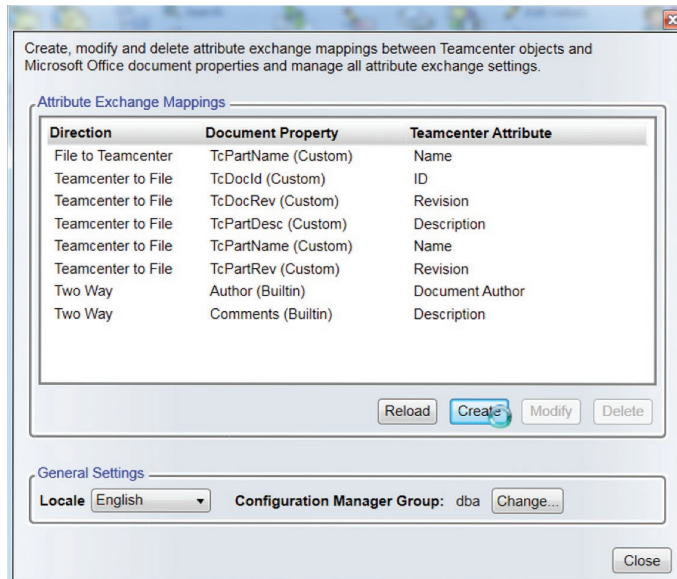 Create, modify and delete attribute exchange mappings between Teamcenter objects and
Microsoft Office document properties and manage all attribute exchange settings.
Attribute Exchange Mappings
Direction Document Property Teamcenter Attribute
File to Teamcenter TcPartName (Custom) Name
Teamcenter to File TcDocId (Custom) ID
Teamcenter to File TcDocRev (Custom) Revision
Teamcenter to File TcPartDesc (Custom) Description
Teamcenter to File TcPartName (Custom) Name
Teamcenter to File TcPartRev (Custom) Revision
Two Way Author (Builtin) Document Author
Two Way Comments (Builtin) Description
Reload Create Modify Delete
General Settings
Locale English Configuration Manager Group: dba Change...
Close